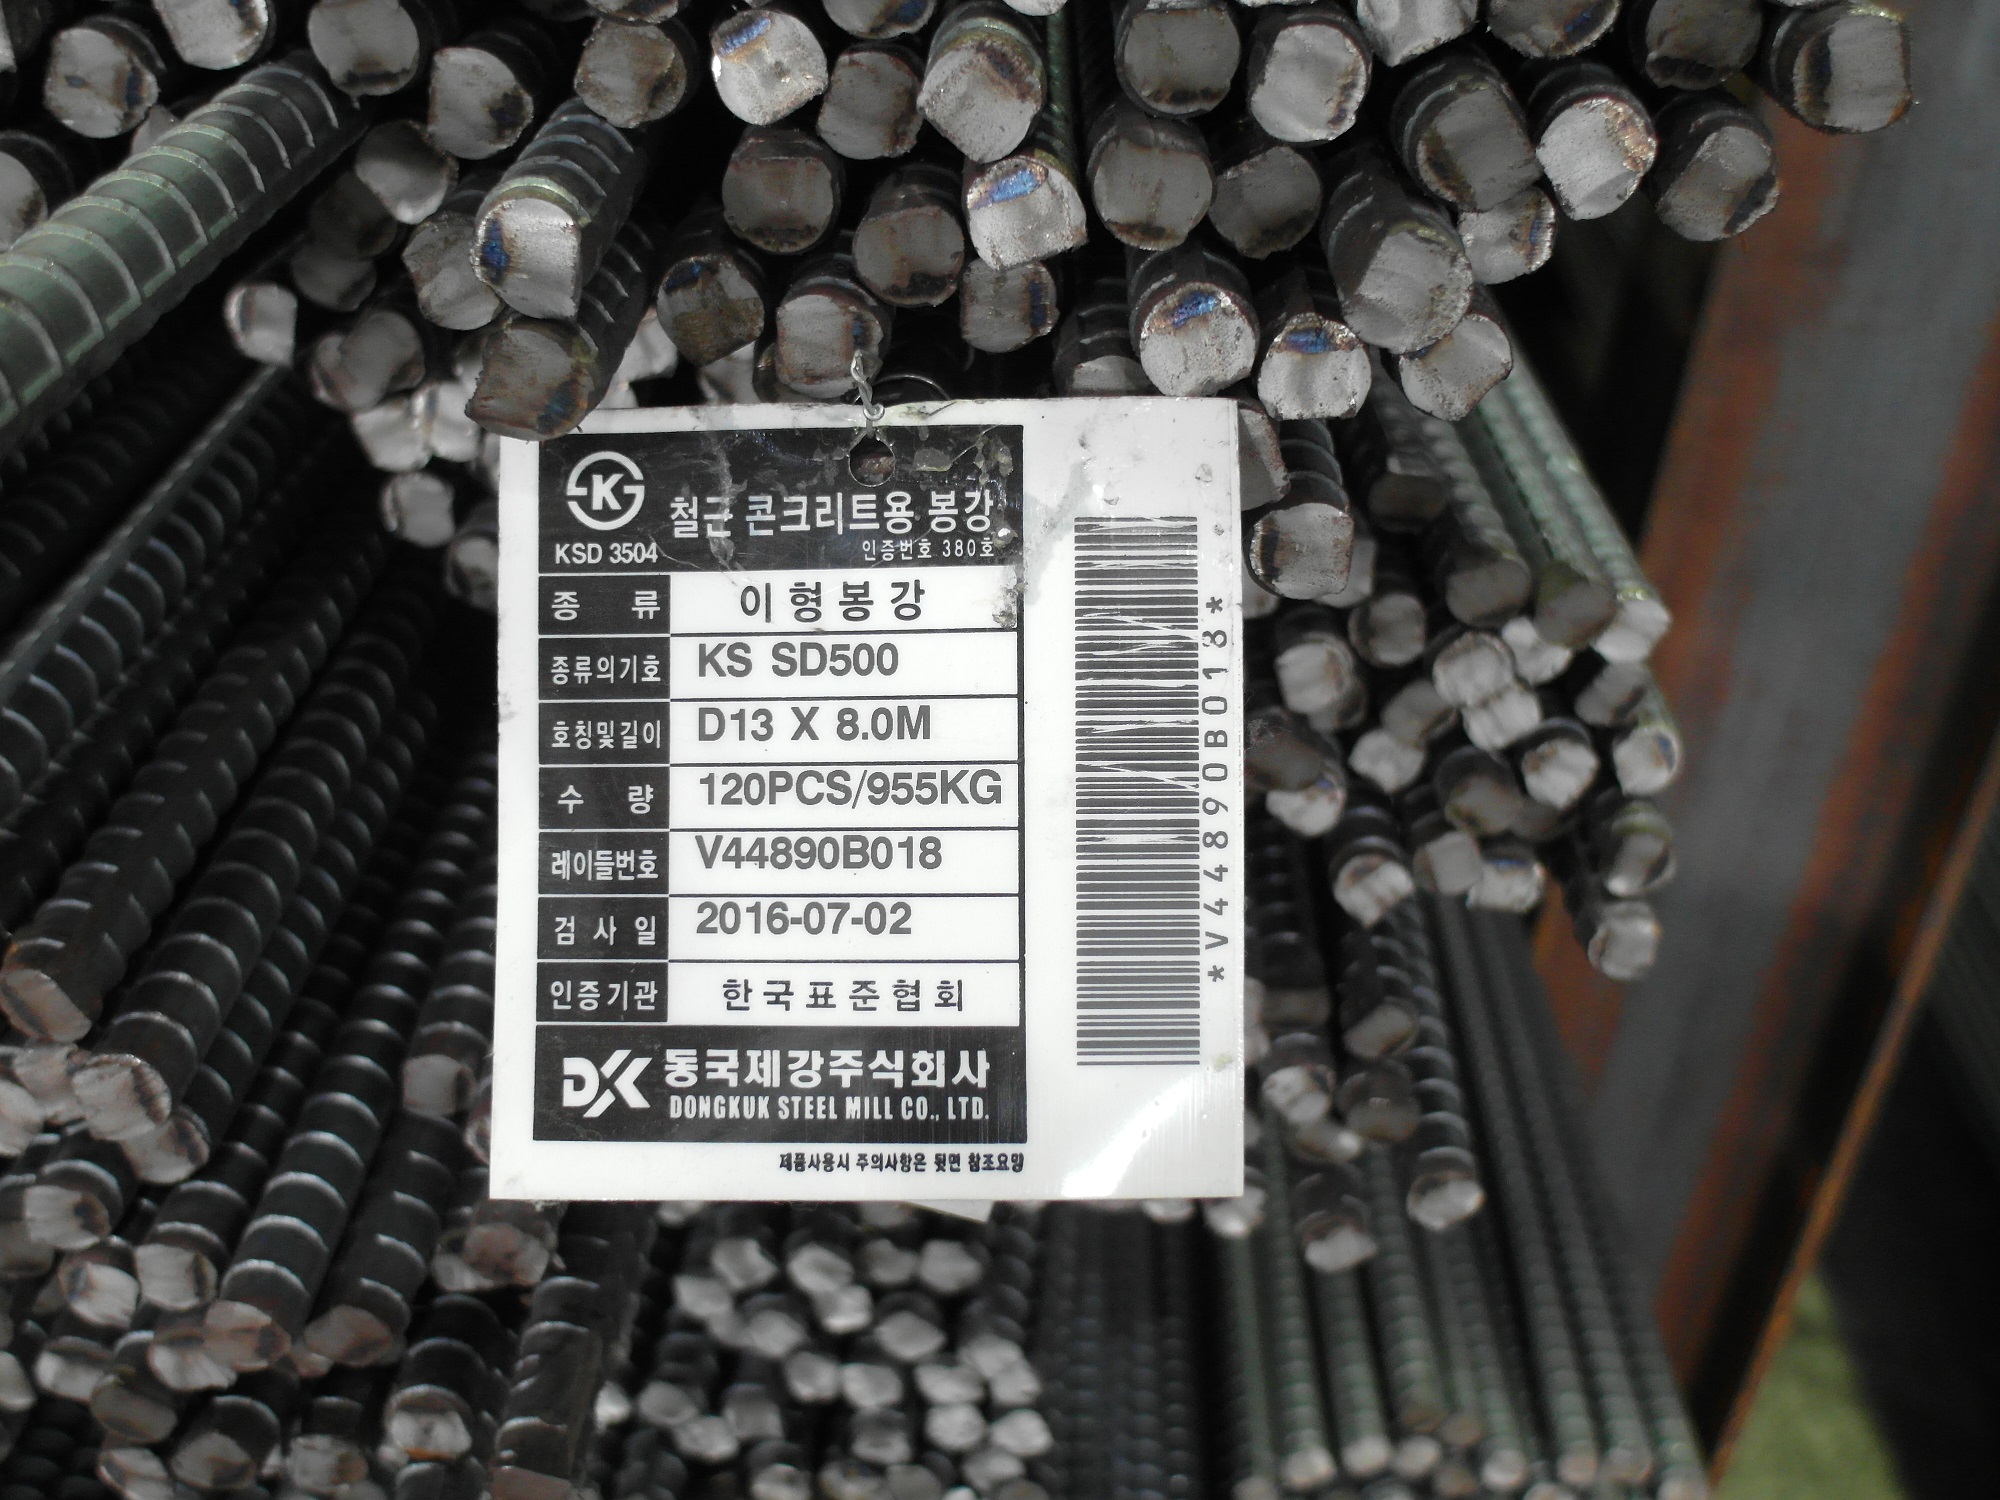 K
철근 콘크리트용 봉강
KSD 3504
인증번호 380호
종 류 이형봉강
종류의기호 KS SD500
호칭및길이 D13 X 8.0M
수 량 120PCS/955KG
레이들번호 V44890B018
검 사 일 2016-07-02
인증기관 한국표준협회
DK 동국제강주식회사
DONGKUK STEEL MILL CO., LTD.
제품사용시 주의사항은 뒷면 참조요망
*V44890B018*